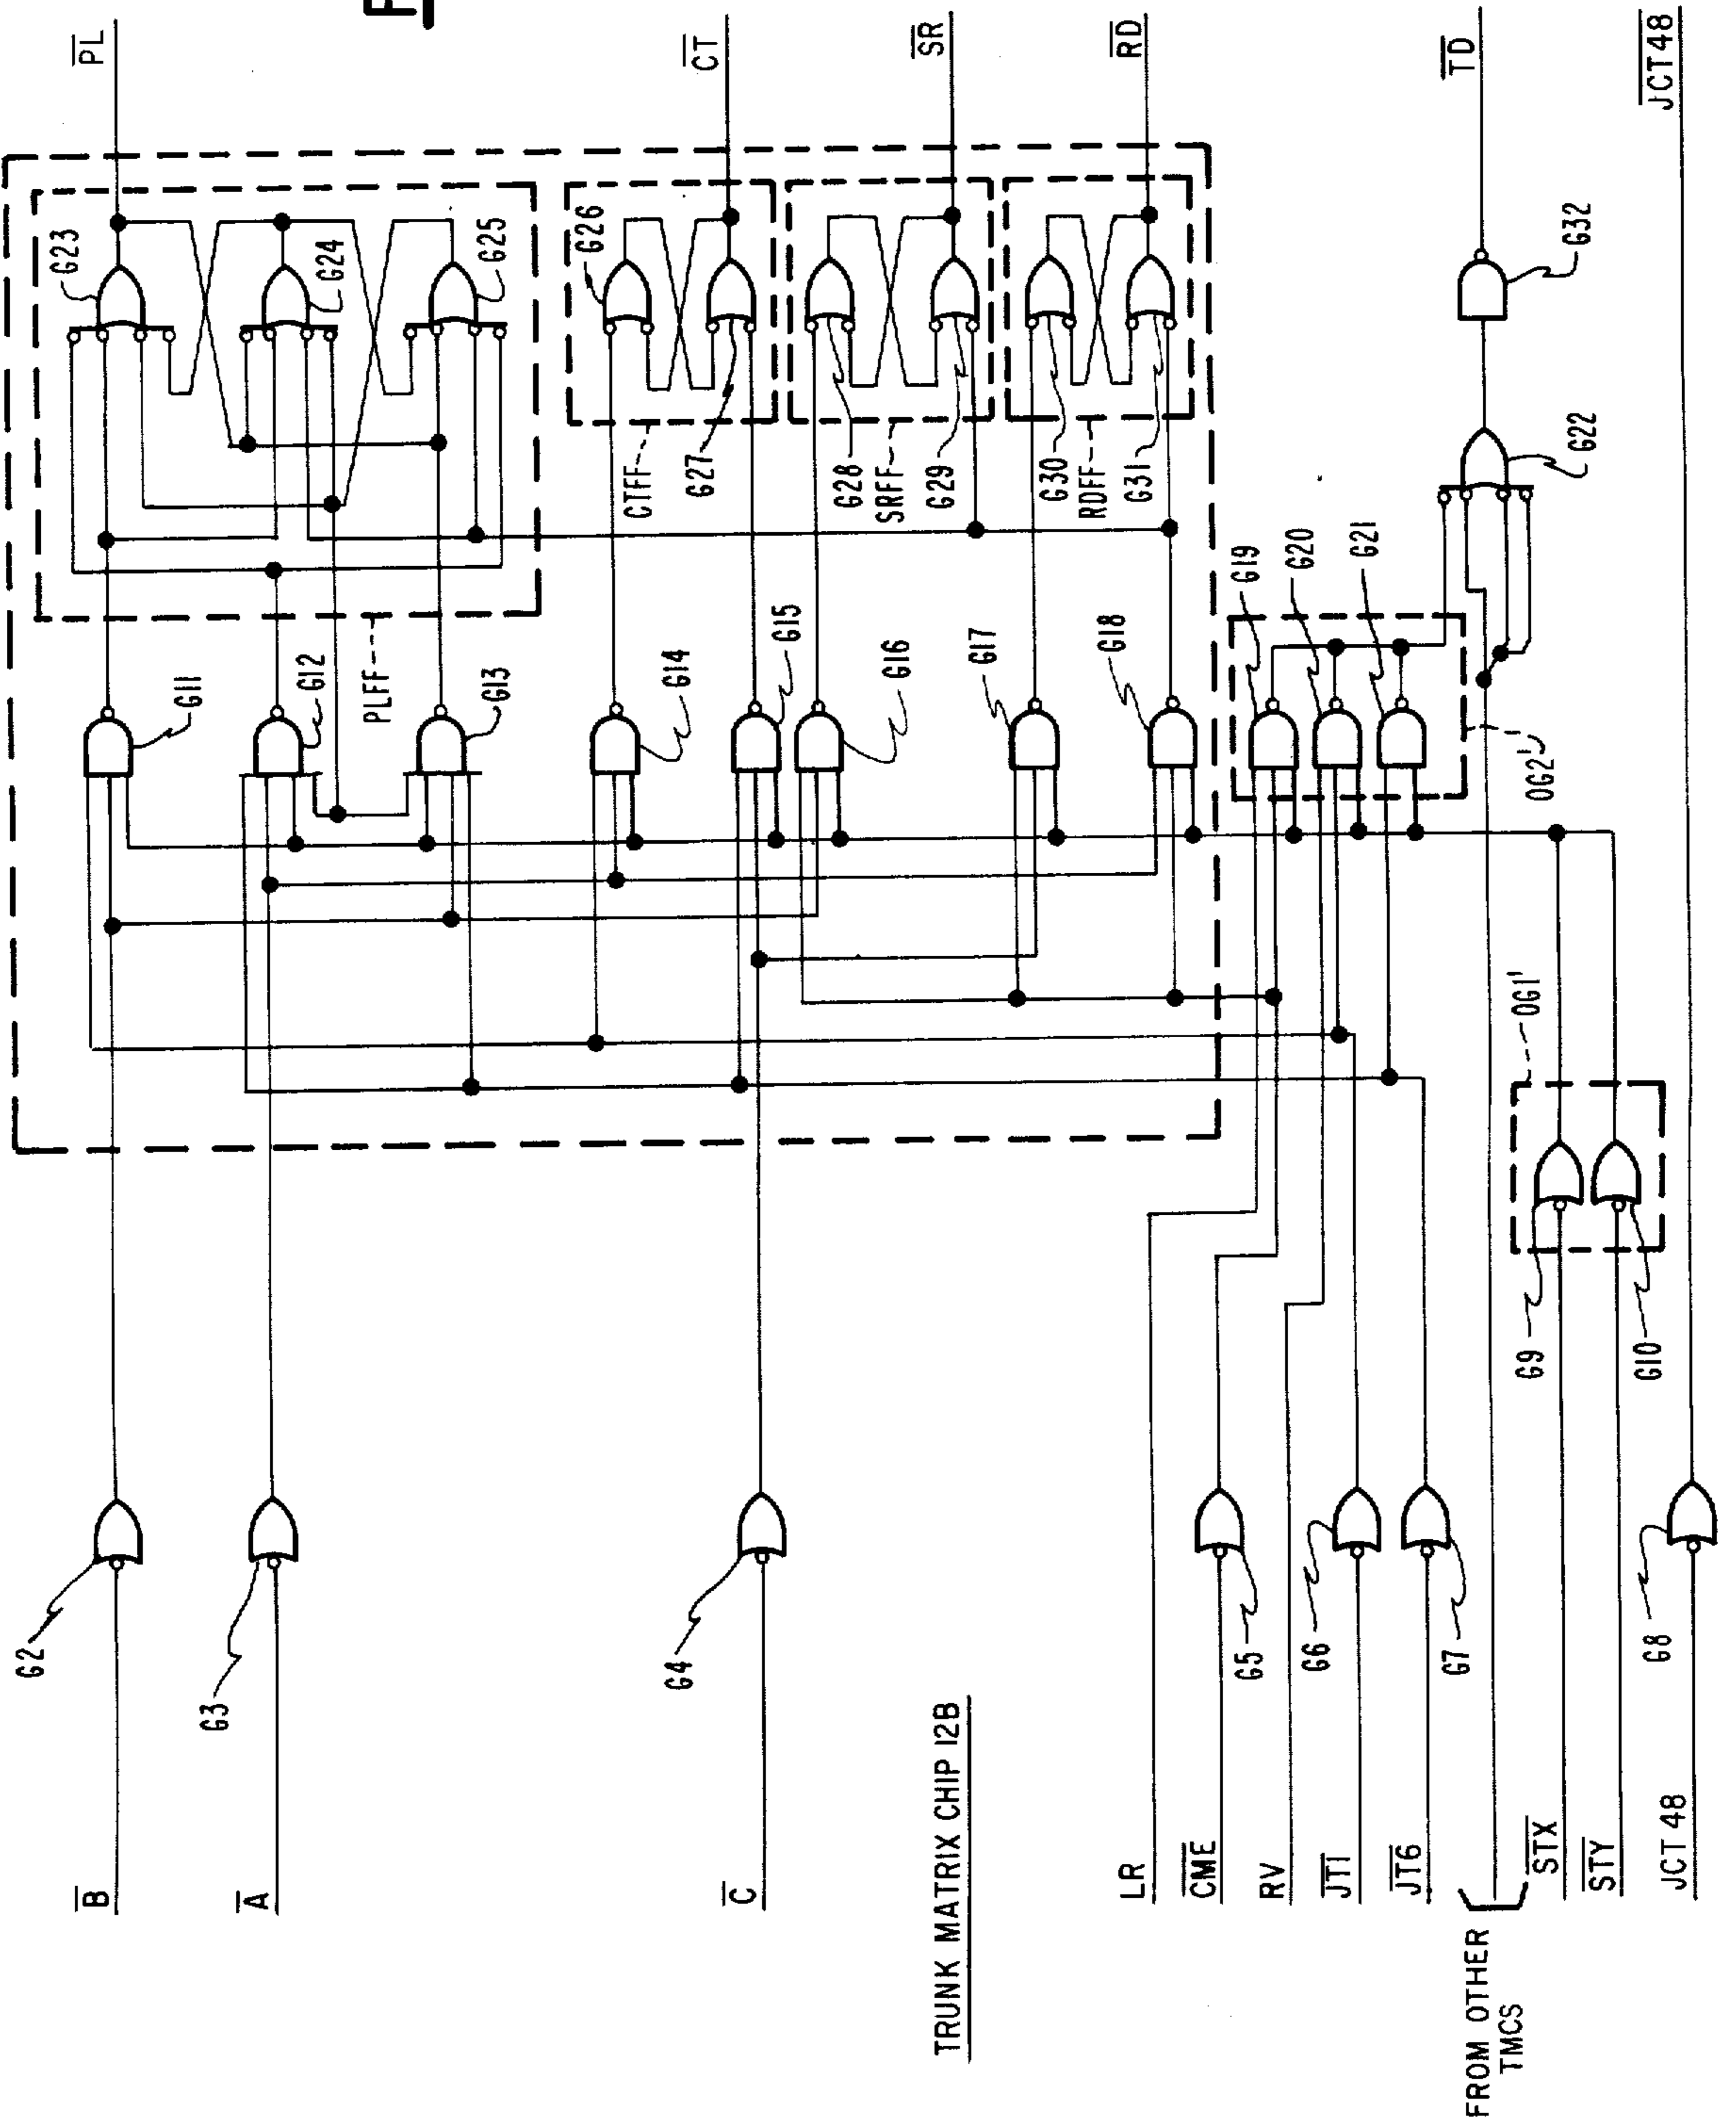 F
PL
CT
SR
RD
TD
JCT48
G23
G24
G25
G26
G27
G28
G29
G30
G31
G32
CTFF
SRFF
RDFF
G22
G19
G20
G21
G11
G12
PLFF
G13
G14
G15
G16
G17
G18
OG2'
OG1'
G9
G10
G2
G3
G4
G5
G6
G7
G8
B
A
C
TRUNK MATRIX CHIP 12B
LR
CME
RV
JT1
JT6
FROM OTHER
TMCS
STX
STY
JCT 48